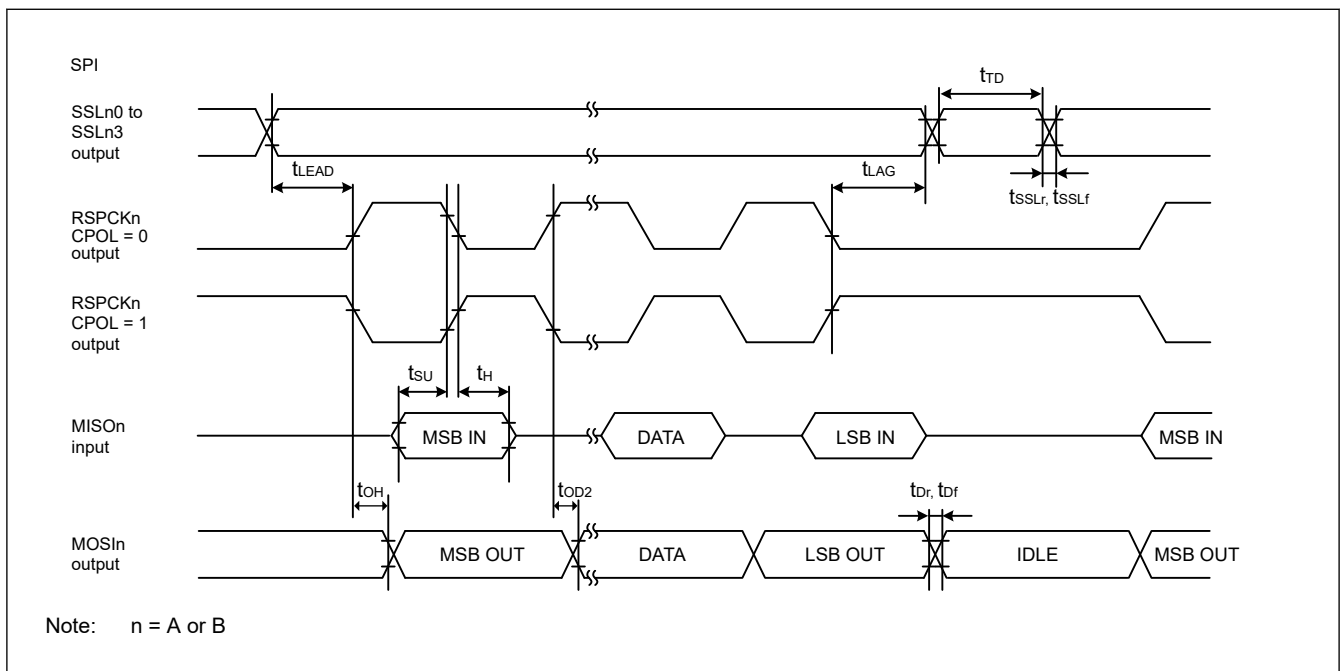 SPI
tTD
SSLn0 to
SSLn3
output
tLEAD
tLAG
tSSLr, tSSLf
RSPCKn
CPOL = 0
output
RSPCKn
CPOL = 1
output
tSU
tH
MISOn
input
MSB IN
DATA
LSB IN
MSB IN
tOH
tOD2
tDr, tDf
MOSIn
output
MSB OUT
DATA
LSB OUT
IDLE
MSB OUT
Note: n = A or B